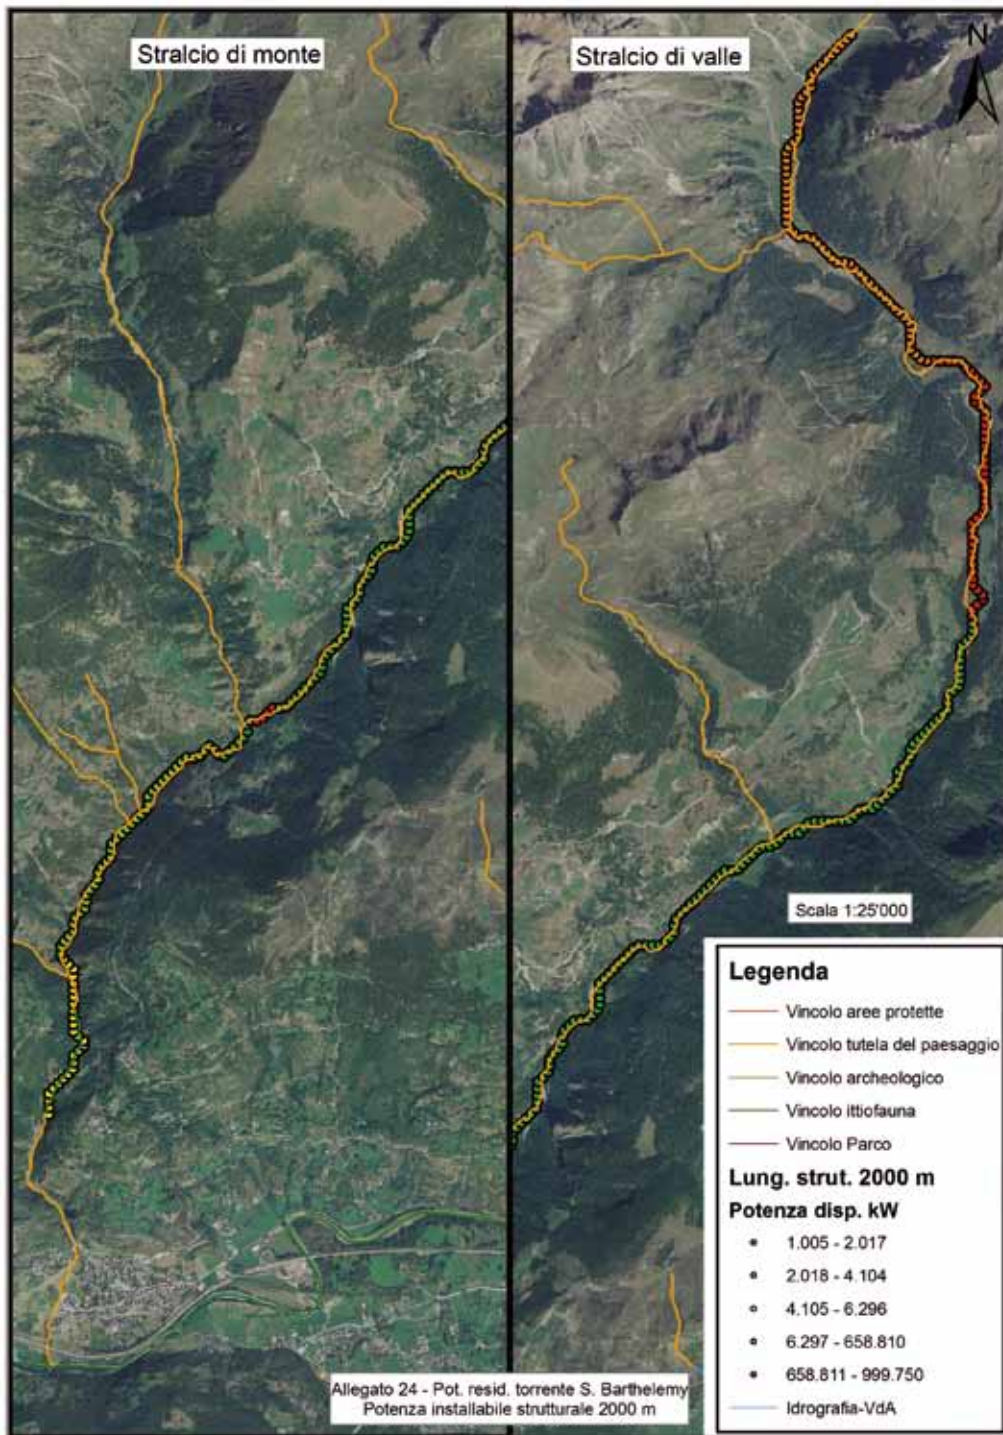 Stralcio di monte
Stralcio di valle
N
Scala 1:25'000
Legenda
Vincolo aree protette
Vincolo tutela del paesaggio
Vincolo archeologico
Vincolo ittiofauna
Vincolo Parco
Lung. strut. 2000 m
Potenza disp. kW
1.005 - 2.017
2.018 - 4.104
4.105 - 6.296
6.297 - 658.810
658.811 - 999.750
Idrografia-VdA
Allegato 24 - Pot. resid. torrente S. Barthelemy
Potenza installabile strutturale 2000 m